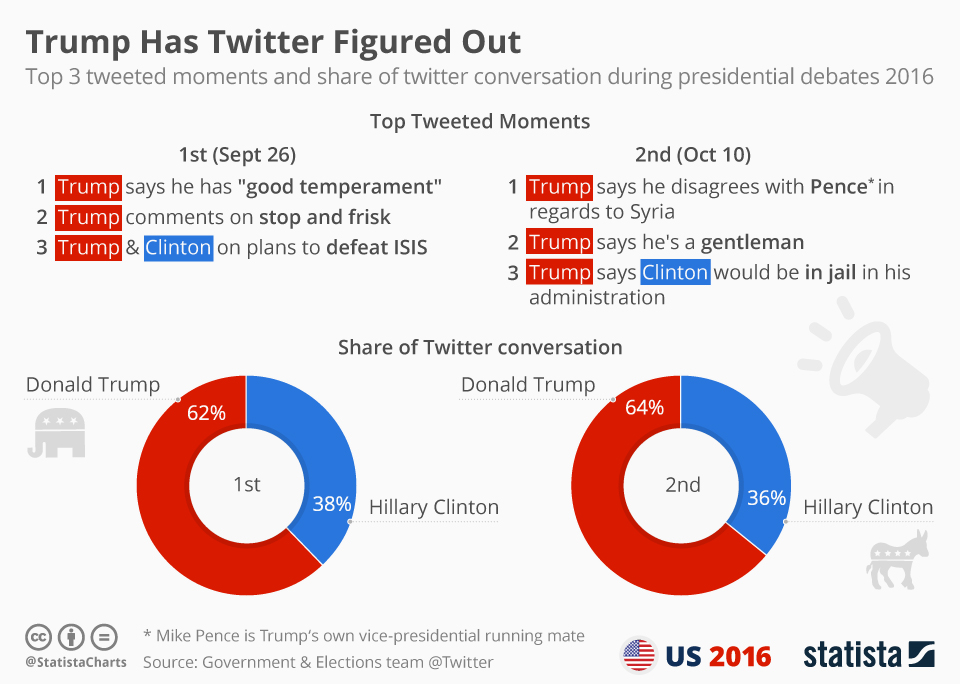 Trump Has Twitter Figured Out
Top 3 tweeted moments and share of twitter conversation during presidential debates 2016
Top Tweeted Moments
1st (Sept 26)
1 Trump says he has "good temperament"
2 Trump comments on stop and frisk
3 Trump & Clinton on plans to defeat ISIS
2nd (Oct 10)
1 Trump says he disagrees with Pence* in
regards to Syria
2 Trump says he's a gentleman
3 Trump says Clinton would be in jail in his
administration
Share of Twitter conversation
Donald Trump
62%
1st
38%
Hillary Clinton
Donald Trump
64%
2nd
36%
Hillary Clinton
cc
@StatistaCharts
* Mike Pence is Trump's own vice-presidential running mate
Source: Government & Elections team @Twitter
US 2016
statista